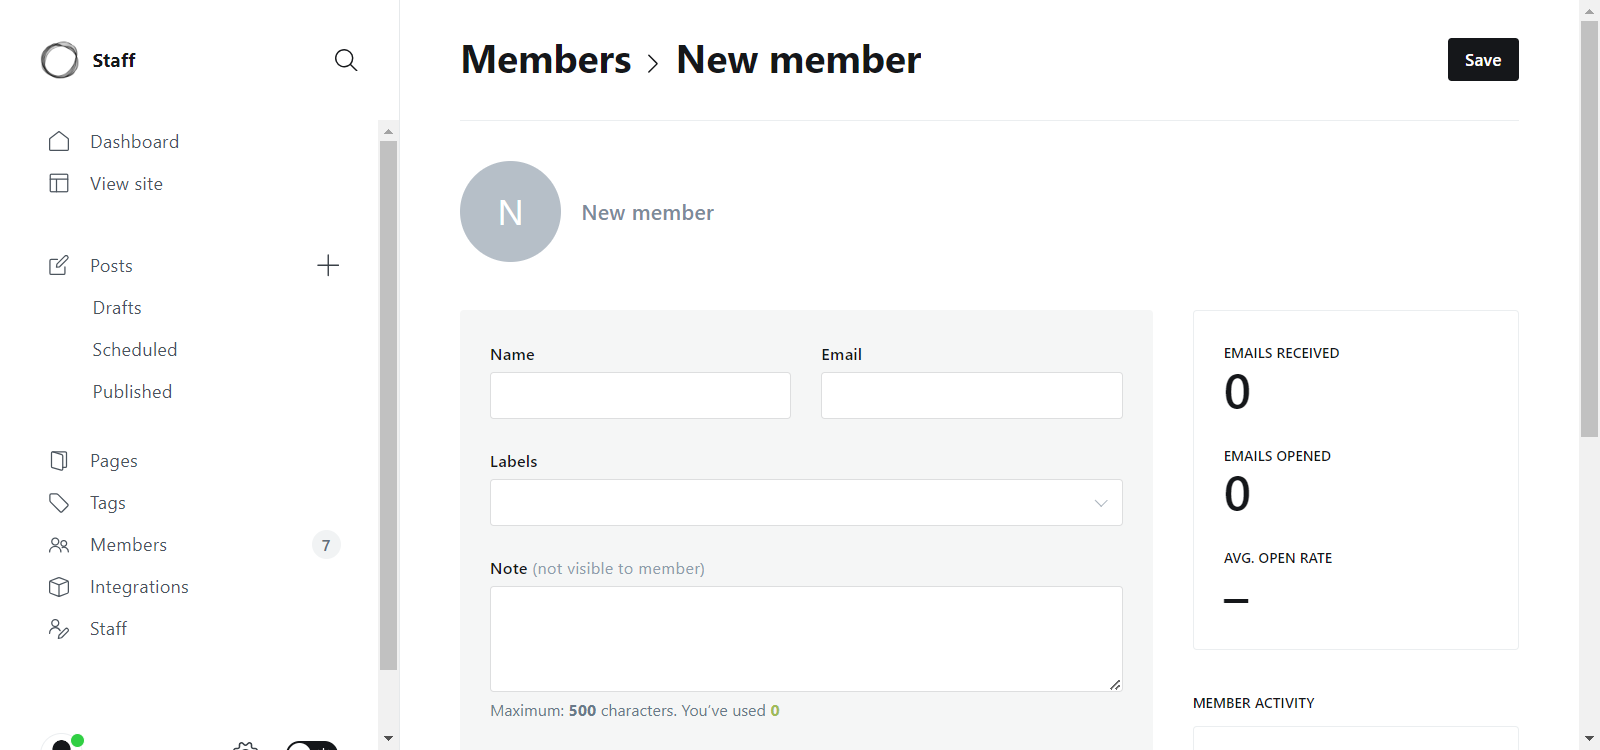 Staff
Dashboard
View site
Posts
Drafts
Scheduled
Published
Pages
Tags
Members 7
Integrations
Staff
Members › New member
Save
N
New member
Name
Email
Labels
Note (not visible to member)
Maximum: 500 characters. You’ve used 0
EMAILS RECEIVED
0
EMAILS OPENED
0
AVG. OPEN RATE
–
MEMBER ACTIVITY